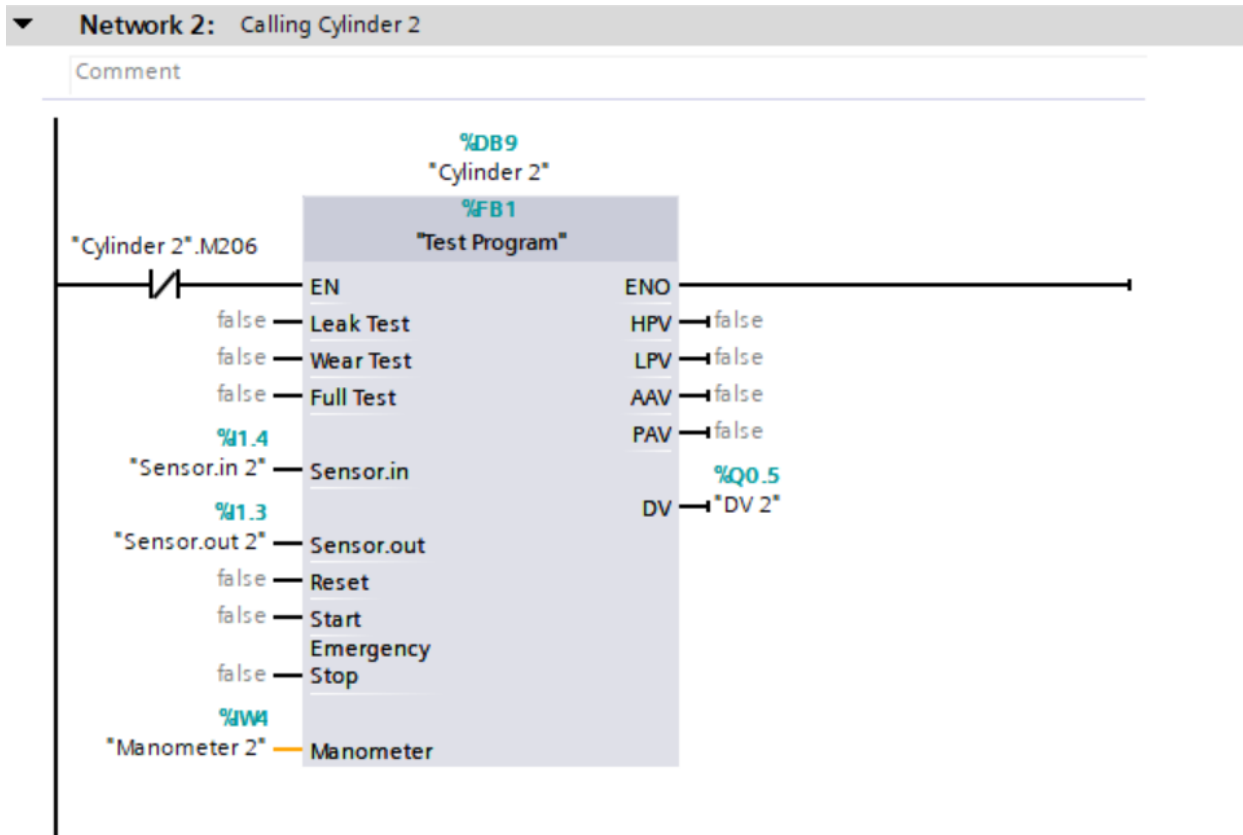 Network 2: Calling Cylinder 2
Comment
%DB9
"Cylinder 2"
%FB1
"Test Program"
"Cylinder 2".M206
EN ENO
false Leak Test HPV false
false Wear Test LPV false
false Full Test AAV false
PAV false
%I1.4
"Sensor.in 2" Sensor.in
%Q0.5
DV "DV 2"
%I1.3
"Sensor.out 2" Sensor.out
false Reset
false Start
Emergency
false Stop
%IW4
"Manometer 2" Manometer